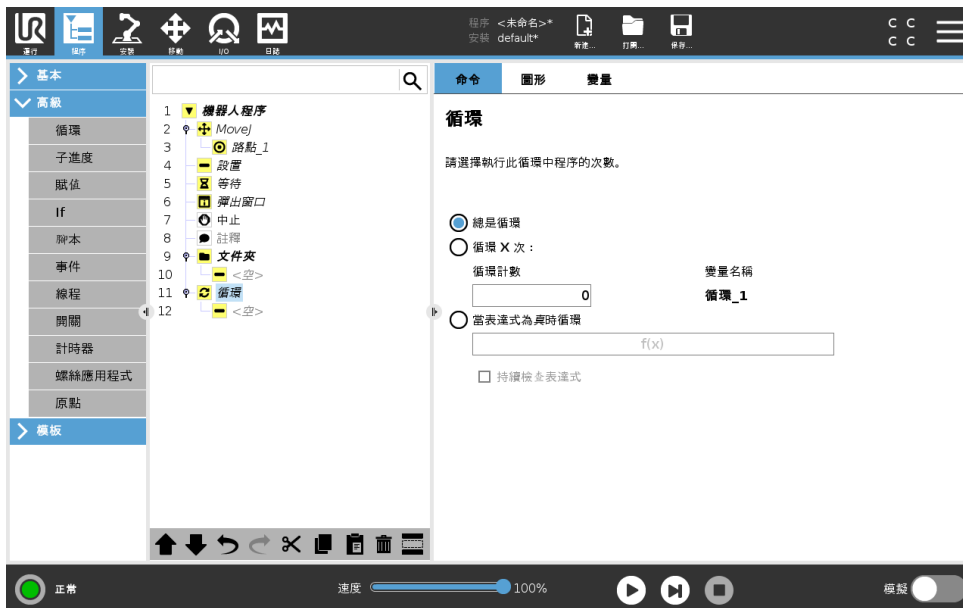 UR
運行
程序
安裝
移動
I/O
日誌
程序 <未命名>*
安裝 default*
新建...
打開...
保存...
C C
C C
基本
高級
循環
子進度
賦值
If
腳本
事件
線程
開關
計時器
螺絲應用程式
原點
模板
1 機器人程序
2 MoveJ
3 路點_1
4 設置
5 等待
6 彈出窗口
7 中止
8 註釋
9 文件夾
10 <空>
11 循環
12 <空>
命令 圖形 變量
循環
請選擇執行此循環中程序的次數。
總是循環
循環 X 次：
循環計數 變量名稱
0 循環_1
當表達式為真時循環
f(x)
持續檢查表達式
正常
速度 100%
模擬